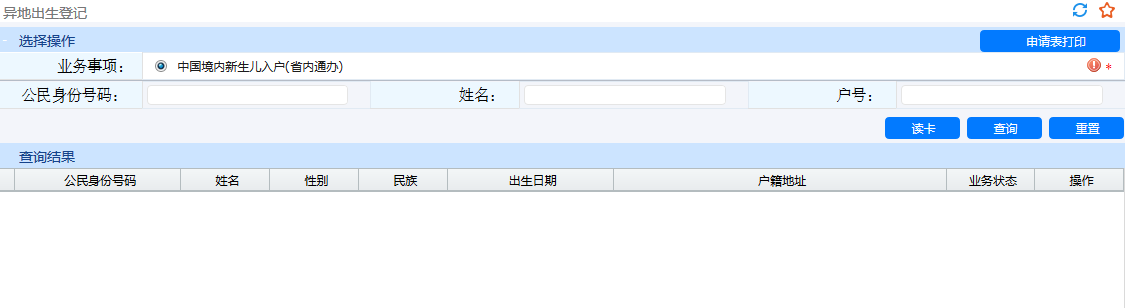 异地出生登记
- 选择操作 申请表打印
业务事项： 中国境内新生儿入户(省内通办) *
公民身份号码： 姓名： 户号：
读卡 查询 重置
查询结果
公民身份号码 姓名 性别 民族 出生日期 户籍地址 业务状态 操作